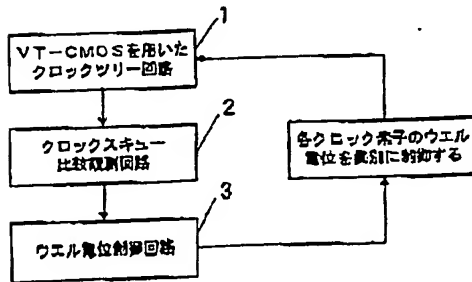 1
VT-CMOSを用いた
クロックツリー回路
2
クロックスキュー
比較観測回路
3
ウエル電位制御回路
各クロック素子のウエル
電位を個別に制御する